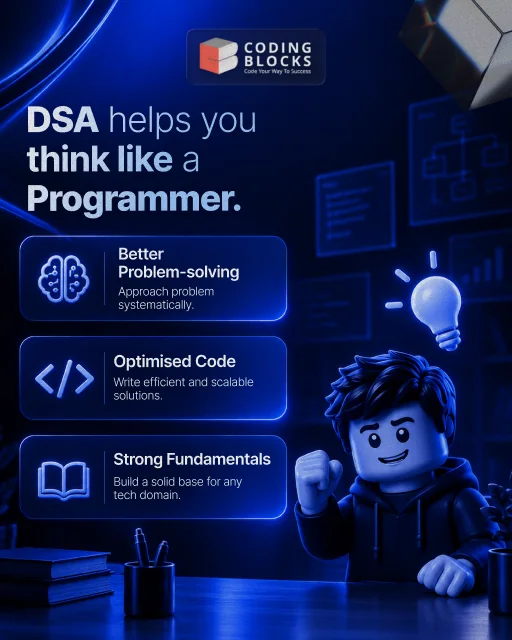 CODING
BLOCKS
Code Your Way To Success
DSA helps you
think like a
Programmer.
Better
Problem-solving
Approach problem
systematically.
Optimised Code
Write efficient and scalable
solutions.
Strong Fundamentals
Build a solid base for any
tech domain.